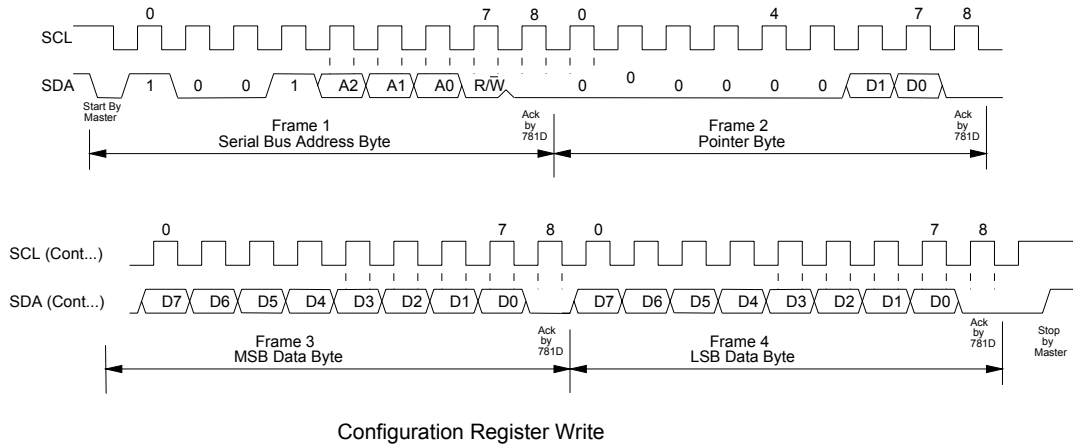 0 7 8 0 4 7 8
SCL
SDA 1 0 0 1 A2 A1 A0 R/W̅ 0 0 0 0 0 0 D1 D0
Start By
Master
Ack
by
781D
Ack
by
781D
Frame 1
Serial Bus Address Byte
Frame 2
Pointer Byte
0 7 8 0 7 8
SCL (Cont...)
SDA (Cont...) D7 D6 D5 D4 D3 D2 D1 D0 D7 D6 D5 D4 D3 D2 D1 D0
Frame 3
MSB Data Byte
Ack
by
781D
Frame 4
LSB Data Byte
Ack
by
781D
Stop
by
Master
Configuration Register Write